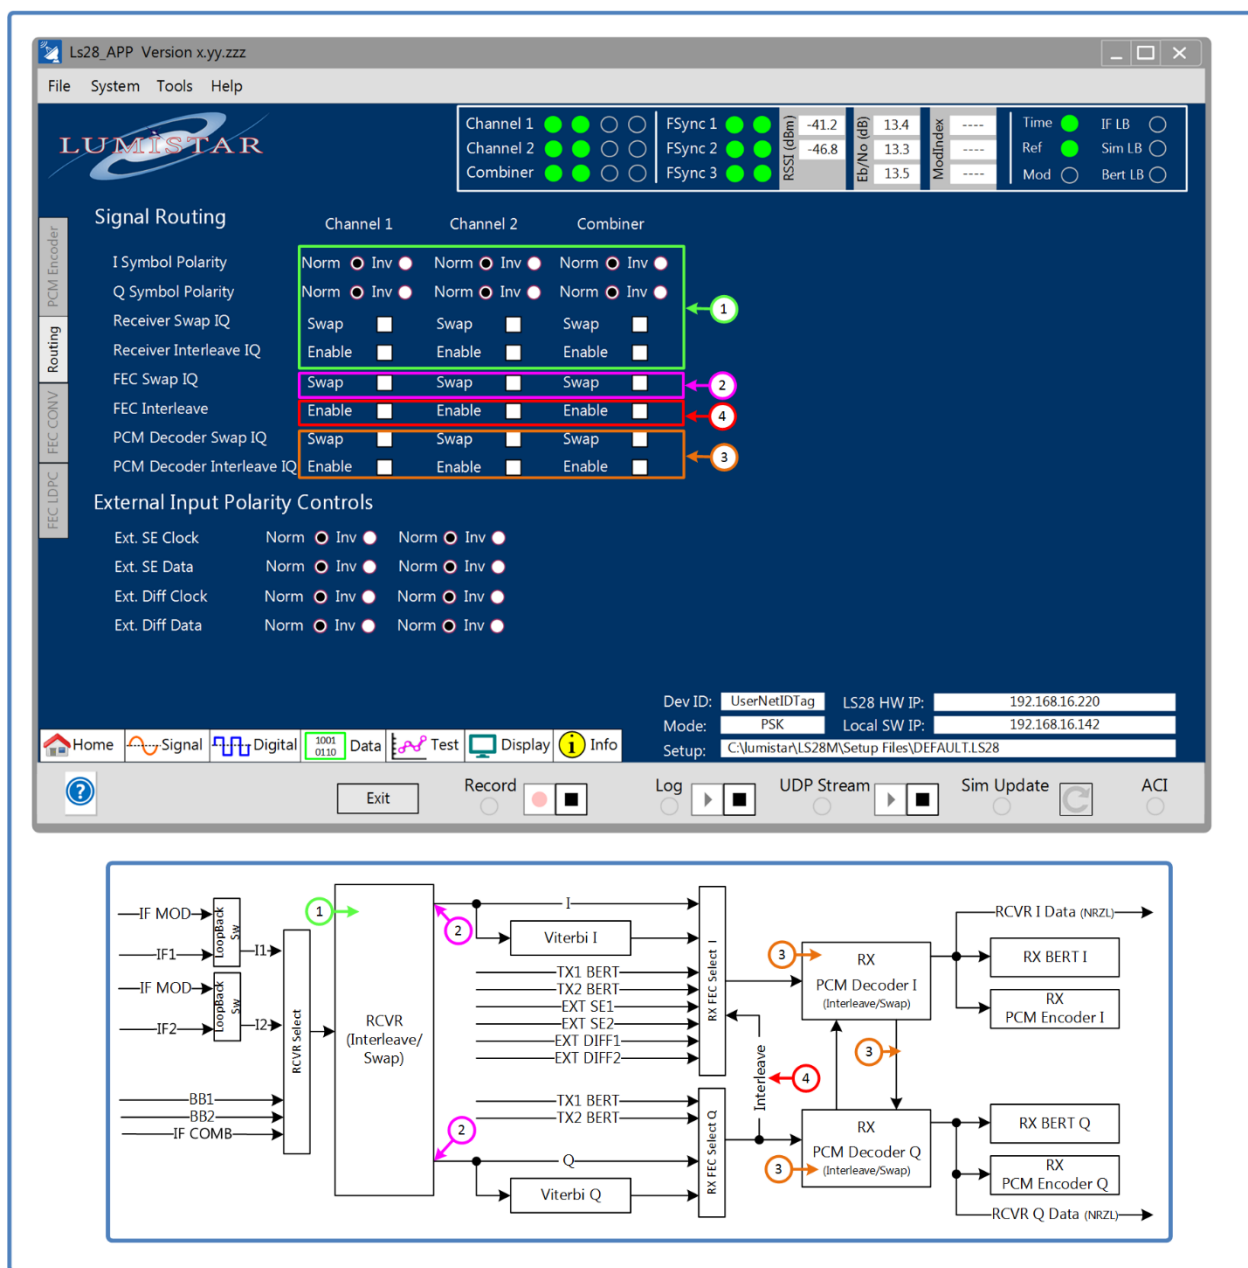 Ls28_APP Version x.yy.zzz
File System Tools Help
LUMISTAR
Channel 1
Channel 2
Combiner
FSync 1
FSync 2
FSync 3
RSSI (dBm)
-41.2
-46.8
Eb/No (dB)
13.4
13.3
13.5
ModIndex
----
----
----
Time
Ref
Mod
IF LB
Sim LB
Bert LB
PCM Encoder
Routing
FEC CONV
FEC LDPC
Signal Routing
Channel 1 Channel 2 Combiner
I Symbol Polarity Norm Inv Norm Inv Norm Inv
Q Symbol Polarity Norm Inv Norm Inv Norm Inv
1
Receiver Swap IQ Swap Swap Swap
Receiver Interleave IQ Enable Enable Enable
FEC Swap IQ Swap Swap Swap 2
FEC Interleave Enable Enable Enable 4
PCM Decoder Swap IQ Swap Swap Swap
3
PCM Decoder Interleave IQ Enable Enable Enable
External Input Polarity Controls
Ext. SE Clock Norm Inv Norm Inv
Ext. SE Data Norm Inv Norm Inv
Ext. Diff Clock Norm Inv Norm Inv
Ext. Diff Data Norm Inv Norm Inv
Dev ID: UserNetIDTag LS28 HW IP: 192.168.16.220
Mode: PSK Local SW IP: 192.168.16.142
Setup: C:\lumistar\LS28M\Setup Files\DEFAULT.LS28
Home Signal Digital 1001 0110 Data Test Display i Info
? Exit Record Log UDP Stream Sim Update ACI
IF MOD
IF1
LoopBack Sw
I1
IF MOD
IF2
LoopBack Sw
I2
BB1
BB2
IF COMB
RCVR Select
1
RCVR
(Interleave/
Swap)
2
2
I
Viterbi I
TX1 BERT
TX2 BERT
EXT SE1
EXT SE2
EXT DIFF1
EXT DIFF2
RX FEC Select I
TX1 BERT
TX2 BERT
Q
Viterbi Q
RX FEC Select Q
Interleave
4
3
RX
PCM Decoder I
(Interleave/Swap)
3
RX
PCM Decoder Q
(Interleave/Swap)
3
RCVR I Data (NRZL)
RX BERT I
RX
PCM Encoder I
RX BERT Q
RX
PCM Encoder Q
RCVR Q Data (NRZL)